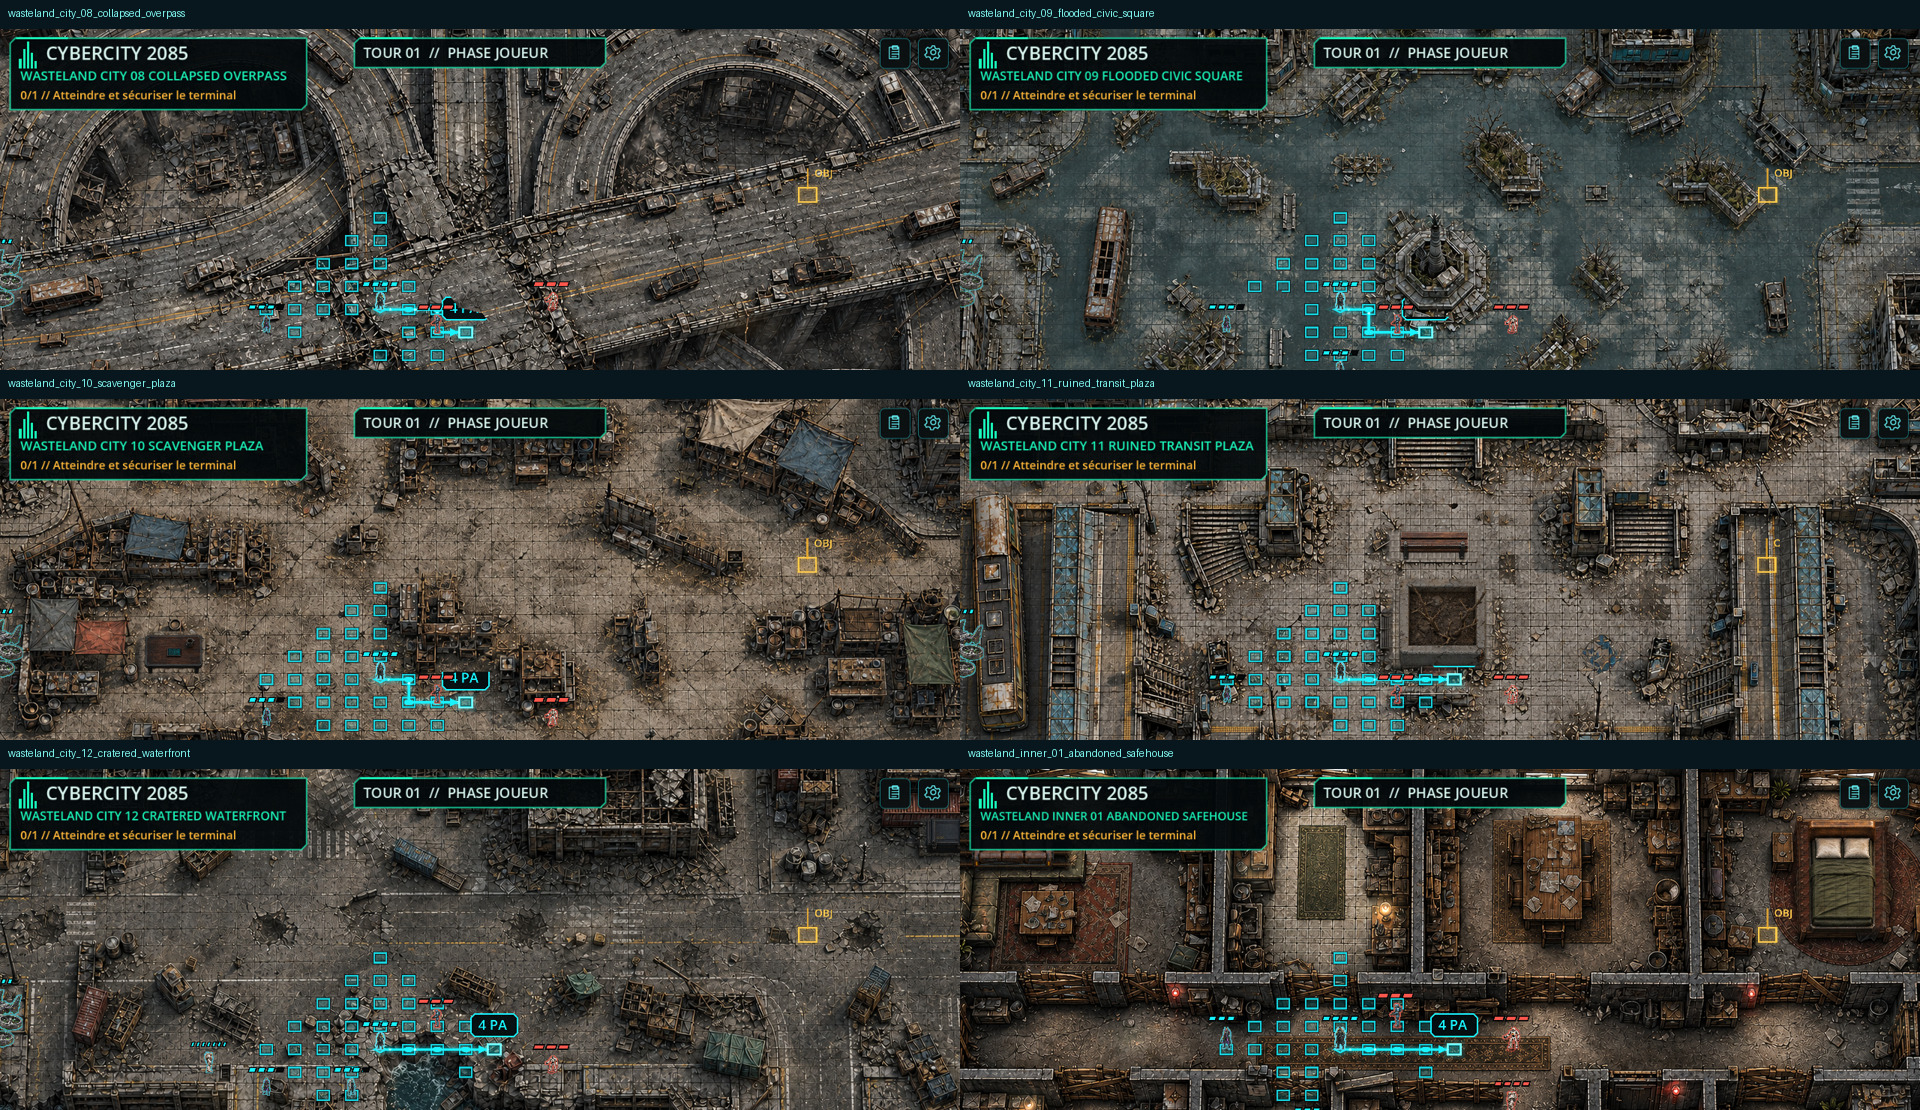 wasteland_city_08_collapsed_overpass
CYBERCITY 2085
WASTELAND CITY 08 COLLAPSED OVERPASS
0/1 // Atteindre et sécuriser le terminal
TOUR 01 // PHASE JOUEUR
OBJ
wasteland_city_09_flooded_civic_square
CYBERCITY 2085
WASTELAND CITY 09 FLOODED CIVIC SQUARE
0/1 // Atteindre et sécuriser le terminal
TOUR 01 // PHASE JOUEUR
OBJ
wasteland_city_10_scavenger_plaza
CYBERCITY 2085
WASTELAND CITY 10 SCAVENGER PLAZA
0/1 // Atteindre et sécuriser le terminal
TOUR 01 // PHASE JOUEUR
OBJ
4 PA
wasteland_city_11_ruined_transit_plaza
CYBERCITY 2085
WASTELAND CITY 11 RUINED TRANSIT PLAZA
0/1 // Atteindre et sécuriser le terminal
TOUR 01 // PHASE JOUEUR
wasteland_city_12_cratered_waterfront
CYBERCITY 2085
WASTELAND CITY 12 CRATERED WATERFRONT
0/1 // Atteindre et sécuriser le terminal
TOUR 01 // PHASE JOUEUR
OBJ
4 PA
wasteland_inner_01_abandoned_safehouse
CYBERCITY 2085
WASTELAND INNER 01 ABANDONED SAFEHOUSE
0/1 // Atteindre et sécuriser le terminal
TOUR 01 // PHASE JOUEUR
OBJ
4 PA